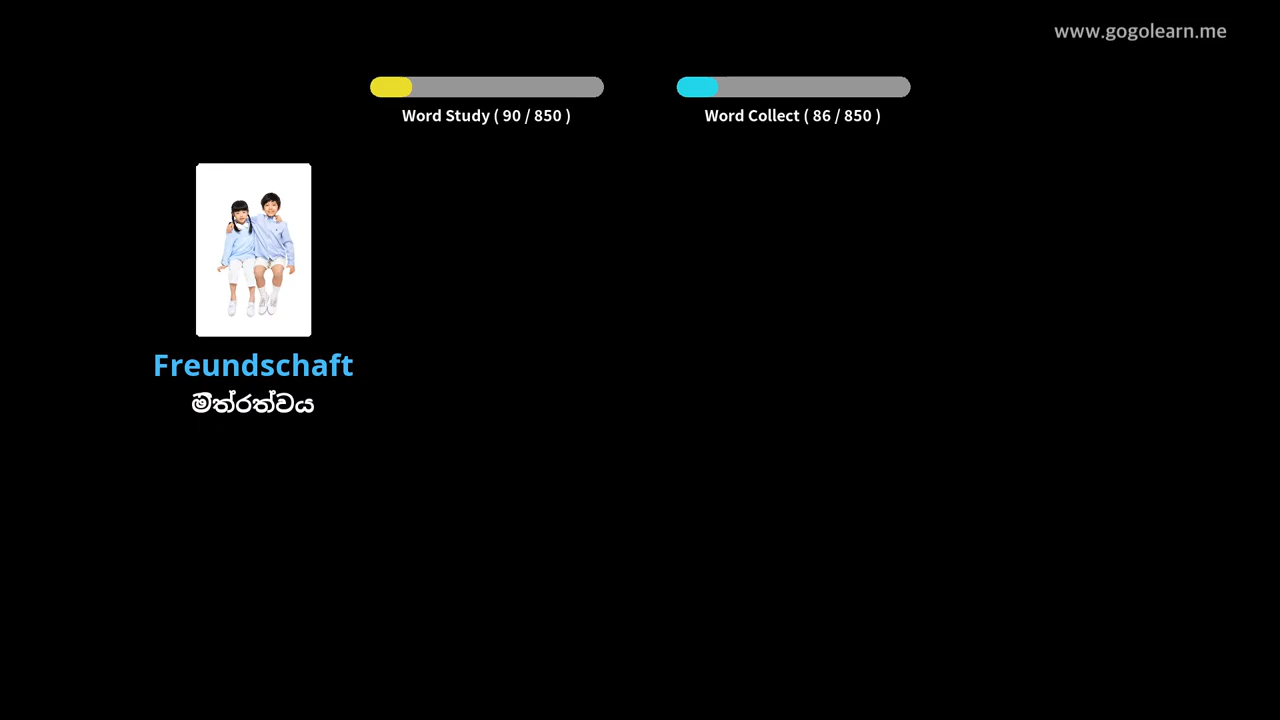 www.gogolearn.me
Word Study ( 90 / 850 )
Word Collect ( 86 / 850 )
Freundschaft
මිත්රත්වය